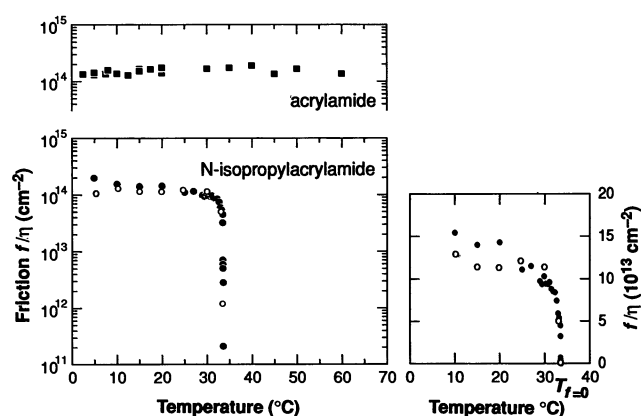 10^15
10^14
acrylamide
10^15
N-isopropylacrylamide
10^14
10^13
10^12
10^11
Friction f/η (cm⁻²)
0 10 20 30 40 50 60 70
Temperature (°C)
20
15
10
5
0
f/η (10^13 cm⁻²)
0 10 20 30 40
T_f=0
Temperature °C)